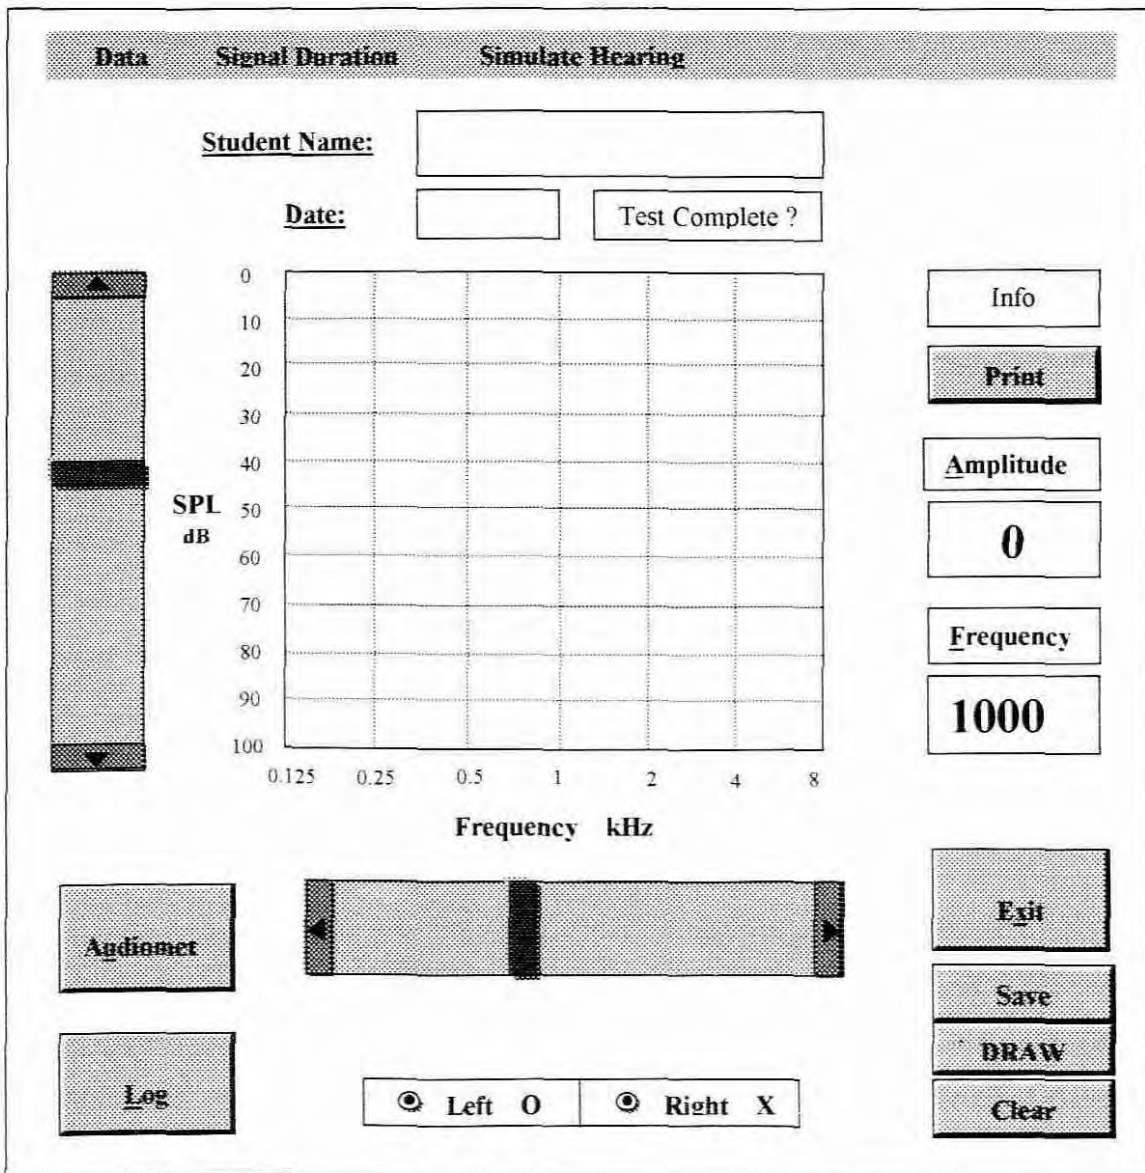 Data Signal Duration Simulate Hearing
Student Name:
Date: Test Complete ?
0
10
20
30
40
50
60
70
80
90
100
SPL
dB
0.125 0.25 0.5 1 2 4 8
Frequency kHz
Info
Print
Amplitude
0
Frequency
1000
Audiomet
Log
Left O Right X
Exit
Save
DRAW
Clear